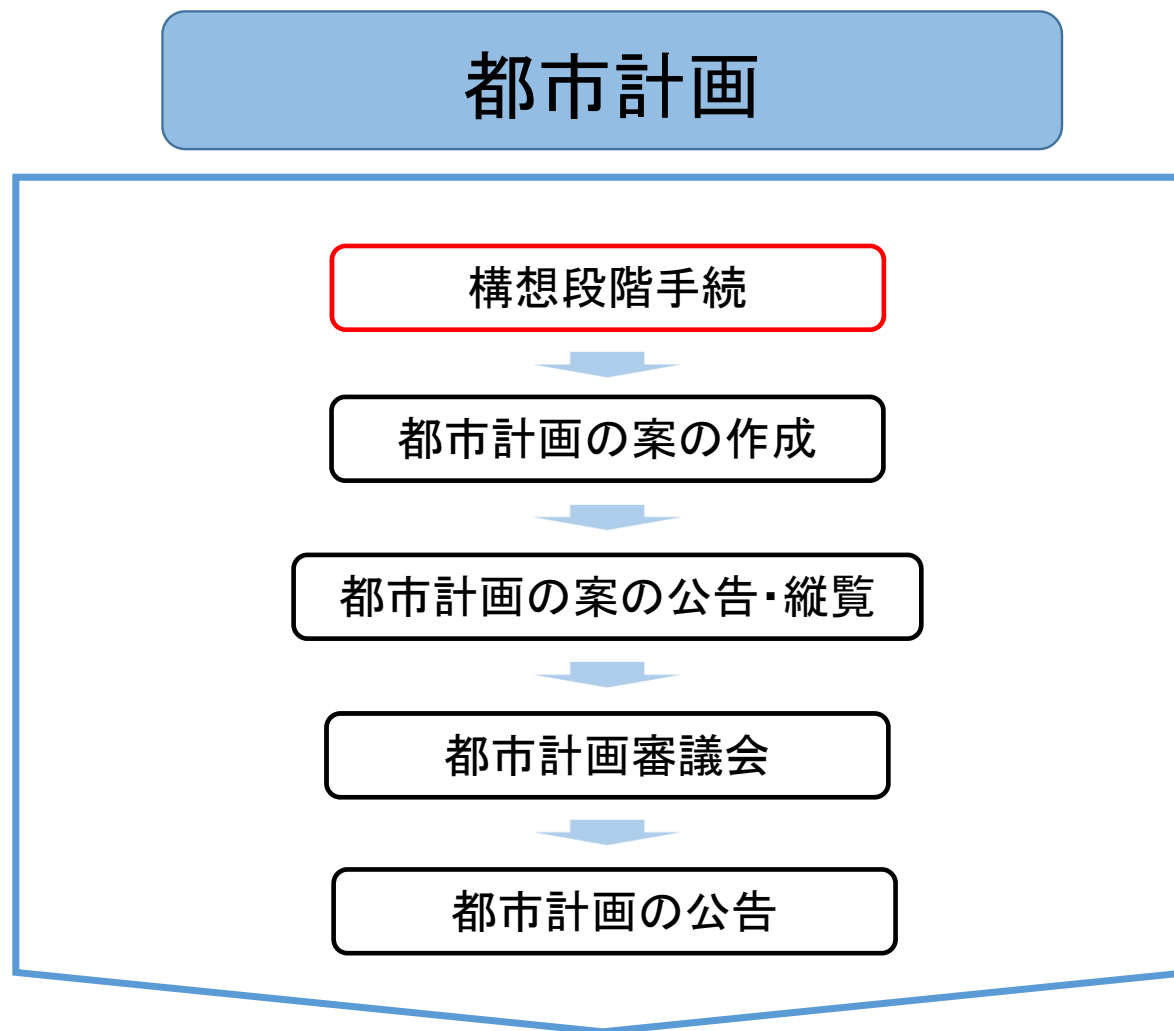 都市計画
構想段階手続
都市計画の案の作成
都市計画の案の公告・縦覧
都市計画審議会
都市計画の公告